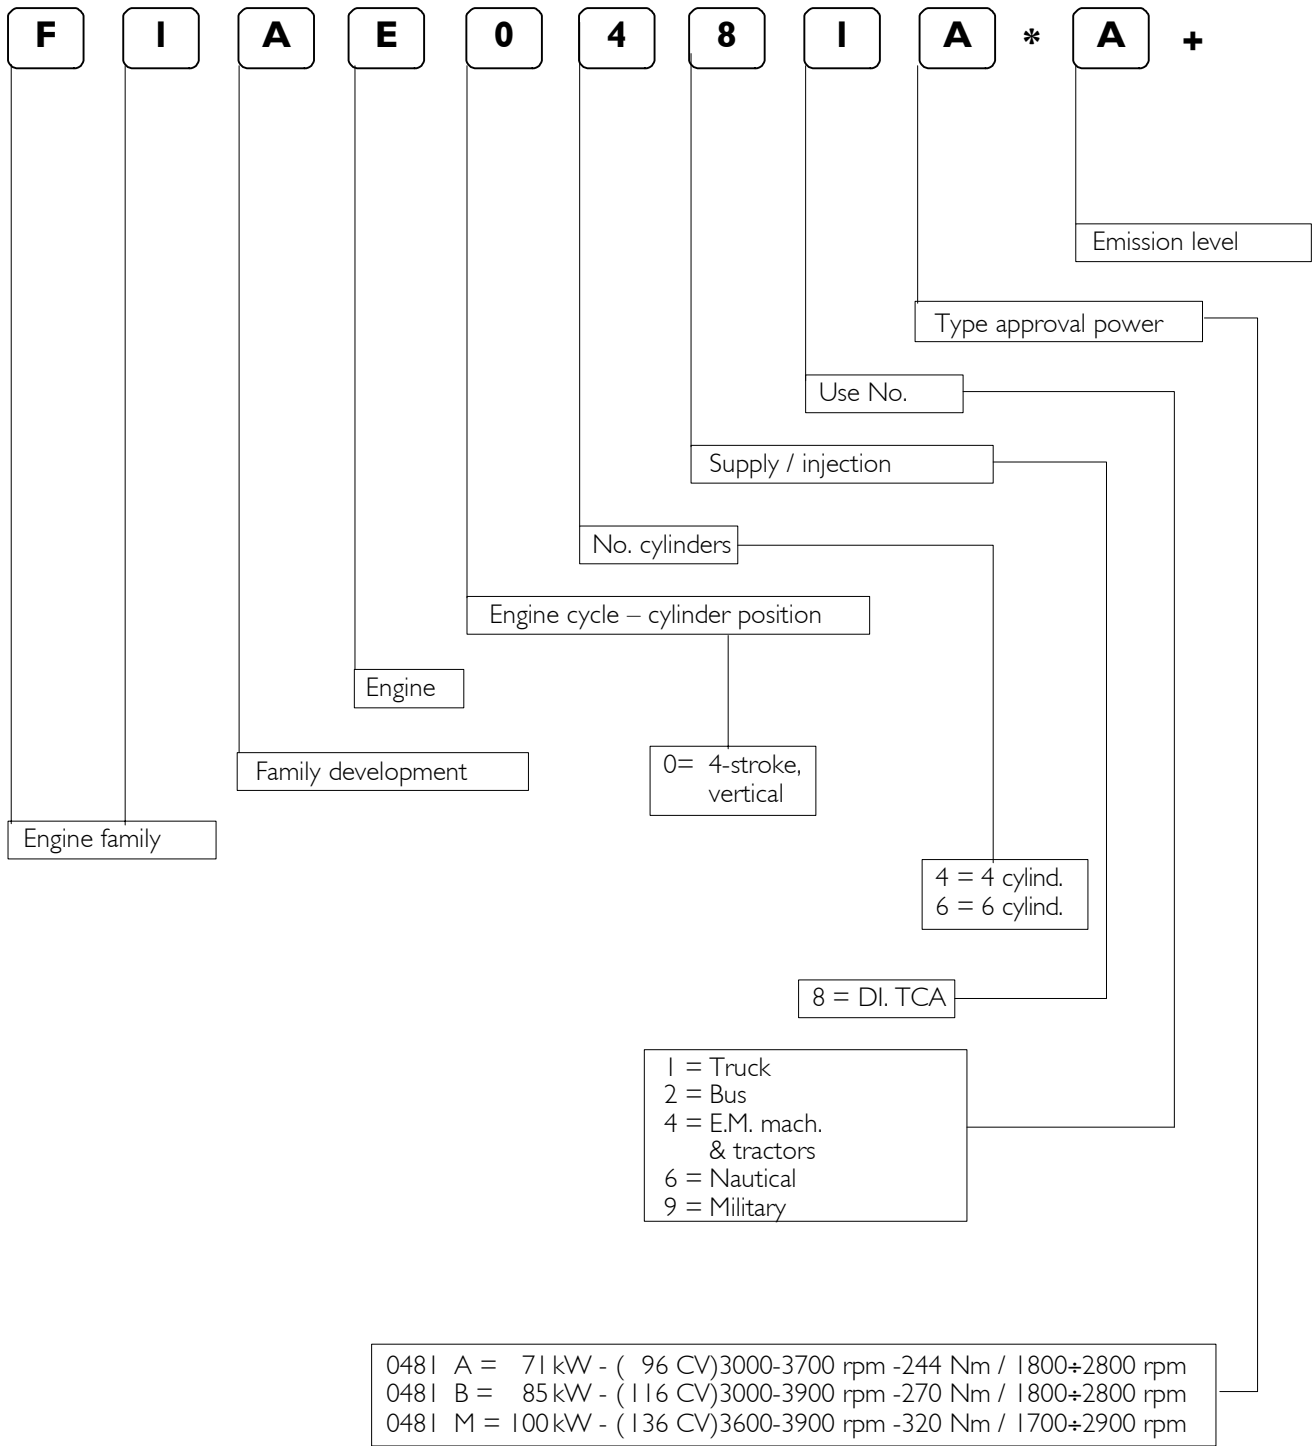 F 1 A E 0 4 8 1 A * A +
Emission level
Type approval power
Use No.
Supply / injection
No. cylinders
Engine cycle – cylinder position
Engine
0= 4-stroke,
vertical
Family development
Engine family
4 = 4 cylind.
6 = 6 cylind.
8 = DI. TCA
1 = Truck
2 = Bus
4 = E.M. mach.
& tractors
6 = Nautical
9 = Military
0481 A = 71 kW - ( 96 CV)3000-3700 rpm -244 Nm / 1800÷2800 rpm
0481 B = 85 kW - (116 CV)3000-3900 rpm -270 Nm / 1800÷2800 rpm
0481 M = 100 kW - (136 CV)3600-3900 rpm -320 Nm / 1700÷2900 rpm